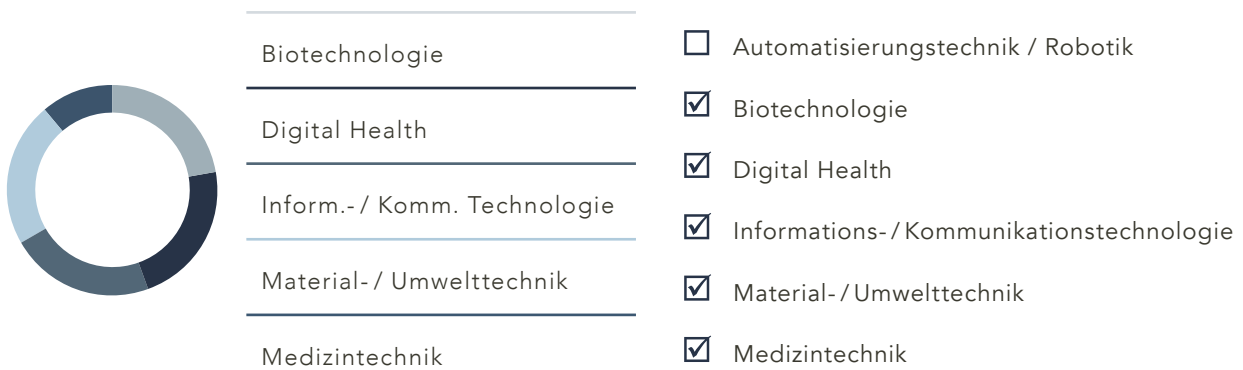 Biotechnologie
Digital Health
Inform.- / Komm. Technologie
Material- / Umwelttechnik
Medizintechnik
Automatisierungstechnik / Robotik
Biotechnologie
Digital Health
Informations- / Kommunikationstechnologie
Material- / Umwelttechnik
Medizintechnik